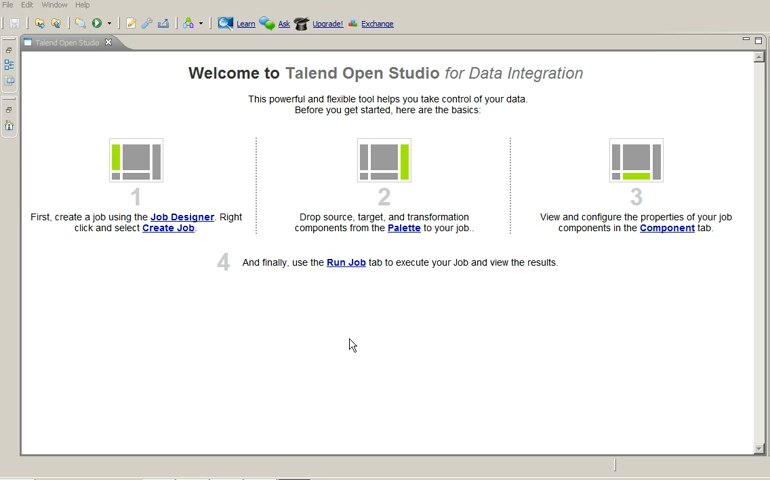 File Edit Window Help
Learn Ask Upgrade! Exchange
Talend Open Studio
Welcome to Talend Open Studio for Data Integration
This powerful and flexible tool helps you take control of your data.
Before you get started, here are the basics:
1
First, create a job using the Job Designer. Right
click and select Create Job.
2
Drop source, target, and transformation
components from the Palette to your job..
3
View and configure the properties of your job
components in the Component tab.
4 And finally, use the Run Job tab to execute your Job and view the results.